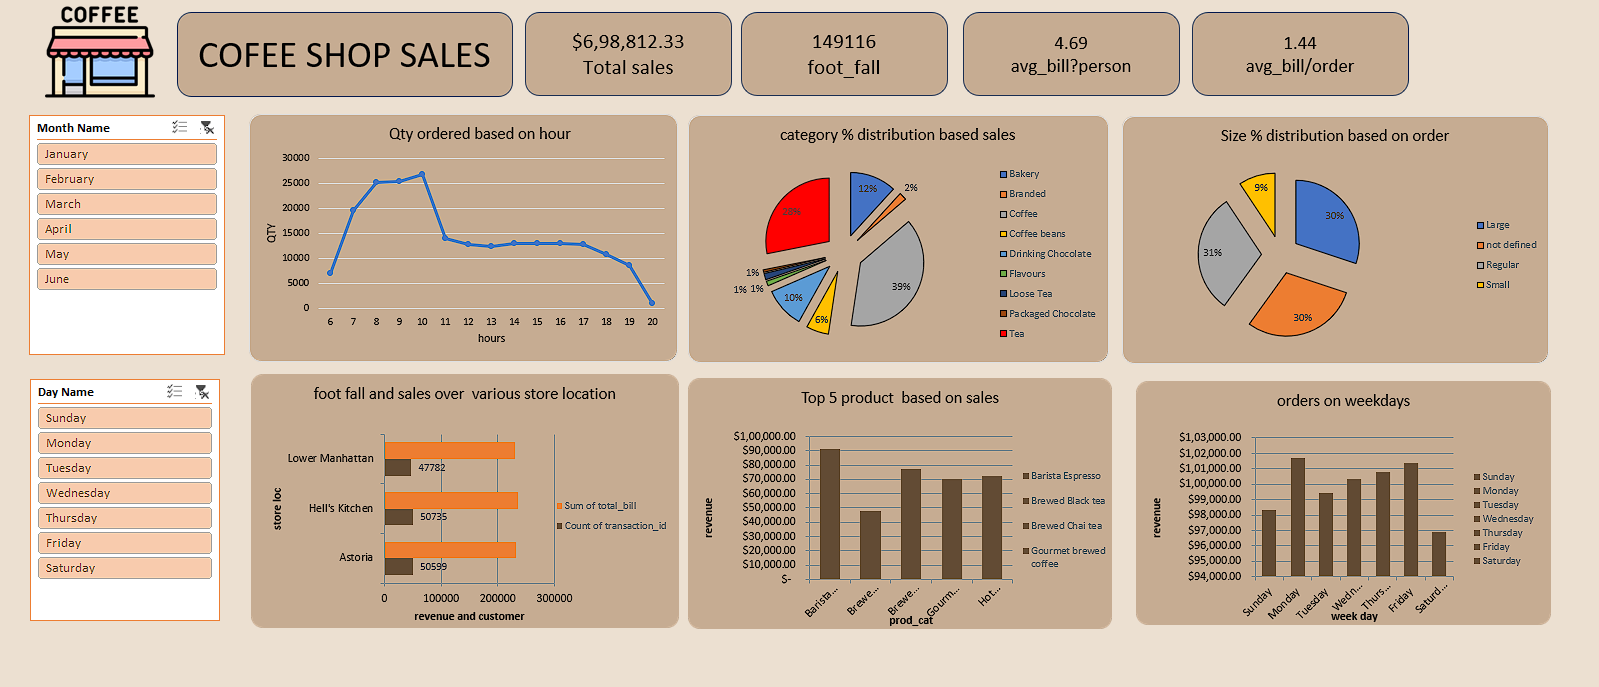 COFFEE
COFEE SHOP SALES
$6,98,812.33
Total sales
149116
foot_fall
4.69
avg_bill?person
1.44
avg_bill/order
Month Name
January
February
March
April
May
June
Qty ordered based on hour
30000
25000
20000
15000
10000
5000
0
QTY
6 7 8 9 10 11 12 13 14 15 16 17 18 19 20
hours
category % distribution based sales
12%
2%
39%
6%
10%
1%
1%
1%
28%
Bakery
Branded
Coffee
Coffee beans
Drinking Chocolate
Flavours
Loose Tea
Packaged Chocolate
Tea
Size % distribution based on order
30%
30%
31%
9%
Large
not defined
Regular
Small
Day Name
Sunday
Monday
Tuesday
Wednesday
Thursday
Friday
Saturday
foot fall and sales over various store location
store loc
Lower Manhattan
47782
Hell's Kitchen
50735
Astoria
50599
0 100000 200000 300000
revenue and customer
Sum of total_bill
Count of transaction_id
Top 5 product based on sales
revenue
$1,00,000.00
$90,000.00
$80,000.00
$70,000.00
$60,000.00
$50,000.00
$40,000.00
$30,000.00
$20,000.00
$10,000.00
$-
Barista...
Brewe...
Brewe...
Gourm...
Hot...
prod_cat
Barista Espresso
Brewed Black tea
Brewed Chai tea
Gourmet brewed
coffee
orders on weekdays
revenue
$1,03,000.00
$1,02,000.00
$1,01,000.00
$1,00,000.00
$99,000.00
$98,000.00
$97,000.00
$96,000.00
$95,000.00
$94,000.00
Sunday
Monday
Tuesday
Wedn...
Thurs...
Friday
Saturd...
week day
Sunday
Monday
Tuesday
Wednesday
Thursday
Friday
Saturday